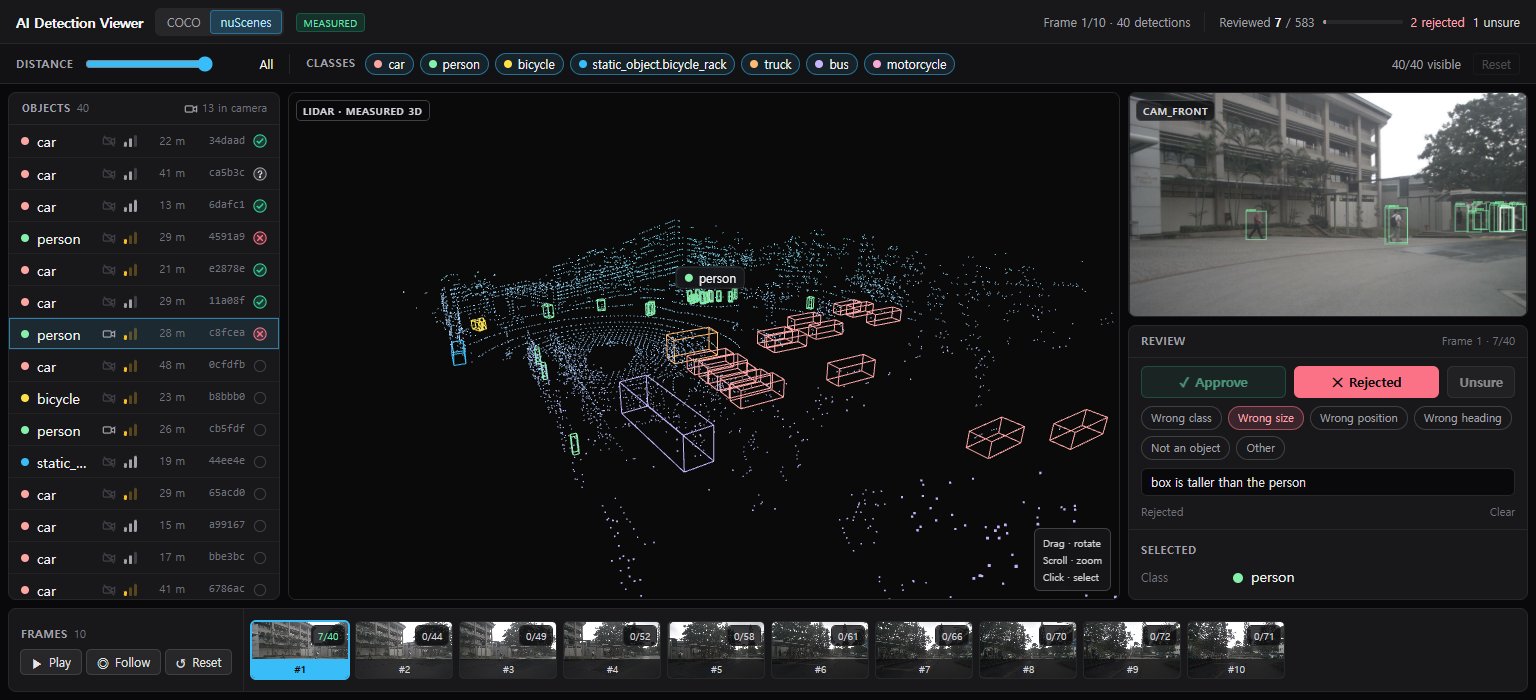 AI Detection Viewer COCO nuScenes MEASURED Frame 1/10 · 40 detections Reviewed 7 / 583 2 rejected 1 unsure
DISTANCE All CLASSES car person bicycle static_object.bicycle_rack truck bus motorcycle 40/40 visible Reset
OBJECTS 40 13 in camera
car 22 m 34daad
car 41 m ca5b3c
car 13 m 6dafc1
person 29 m 4591a9
car 21 m e2878e
car 29 m 11a08f
person 28 m c8fcea
car 48 m 0cfdfb
bicycle 23 m b8bbb0
person 26 m cb5fdf
static_... 19 m 44ee4e
car 29 m 65acd0
car 15 m a99167
car 17 m bbe3bc
car 41 m 6786ac
LIDAR · MEASURED 3D
person
Drag · rotate
Scroll · zoom
Click · select
CAM_FRONT
REVIEW Frame 1 · 7/40
✓ Approve ✕ Rejected Unsure
Wrong class Wrong size Wrong position Wrong heading
Not an object Other
box is taller than the person
Rejected Clear
SELECTED
Class person
FRAMES 10
Play Follow Reset
7/40 0/44 0/49 0/52 0/58 0/61 0/66 0/70 0/72 0/71
#1 #2 #3 #4 #5 #6 #7 #8 #9 #10